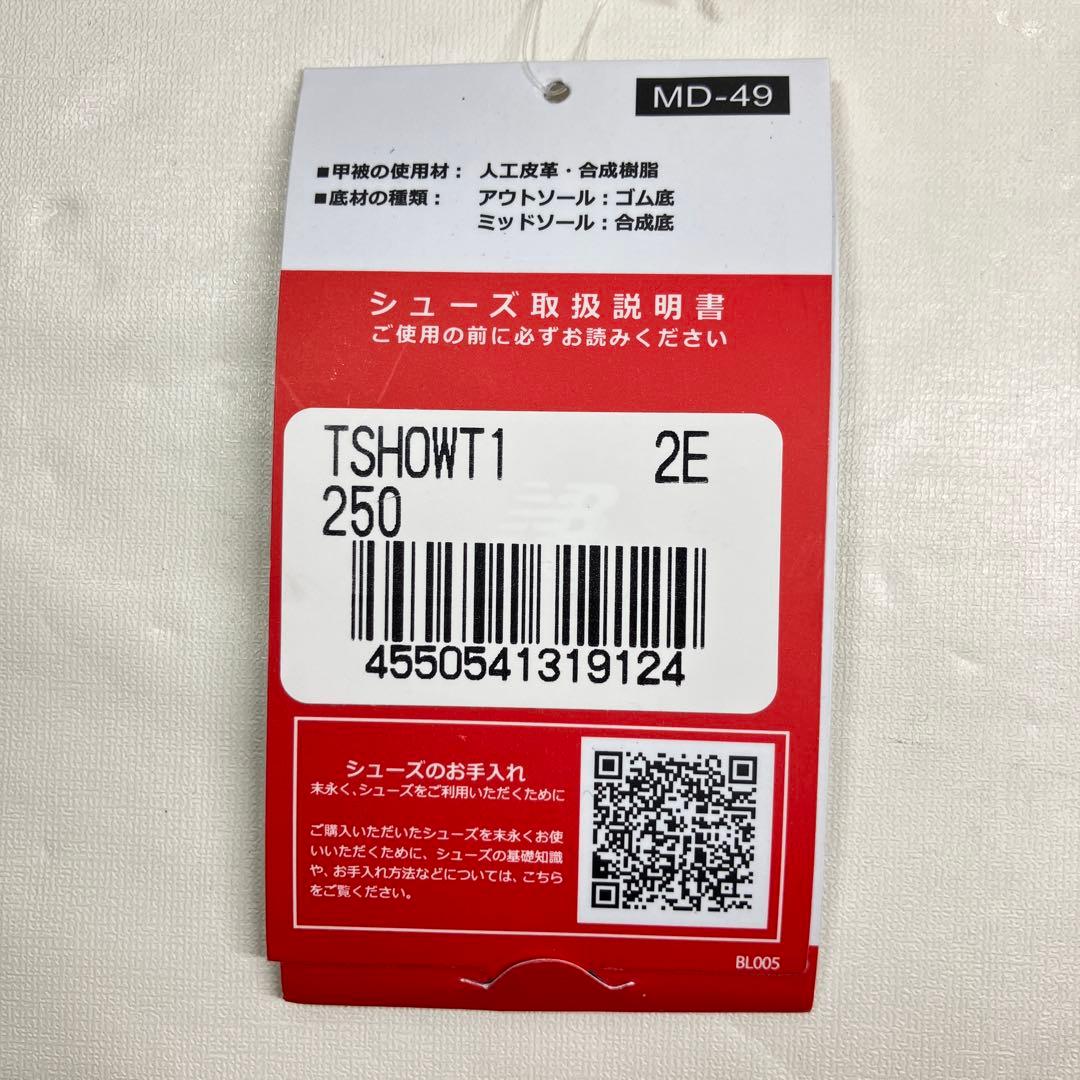 MD-49
■甲被の使用材： 人工皮革・合成樹脂
■底材の種類： アウトソール：ゴム底
ミッドソール：合成底
シューズ取扱説明書
ご使用の前に必ずお読みください
TSHOWT1 2E
250
NB
4550541319124
シューズのお手入れ
末永く、シューズをご利用いただくために
ご購入いただいたシューズを末永くお使
いいただくために、シューズの基礎知識
や、お手入れ方法などについては、こちら
をご覧ください。
BL005